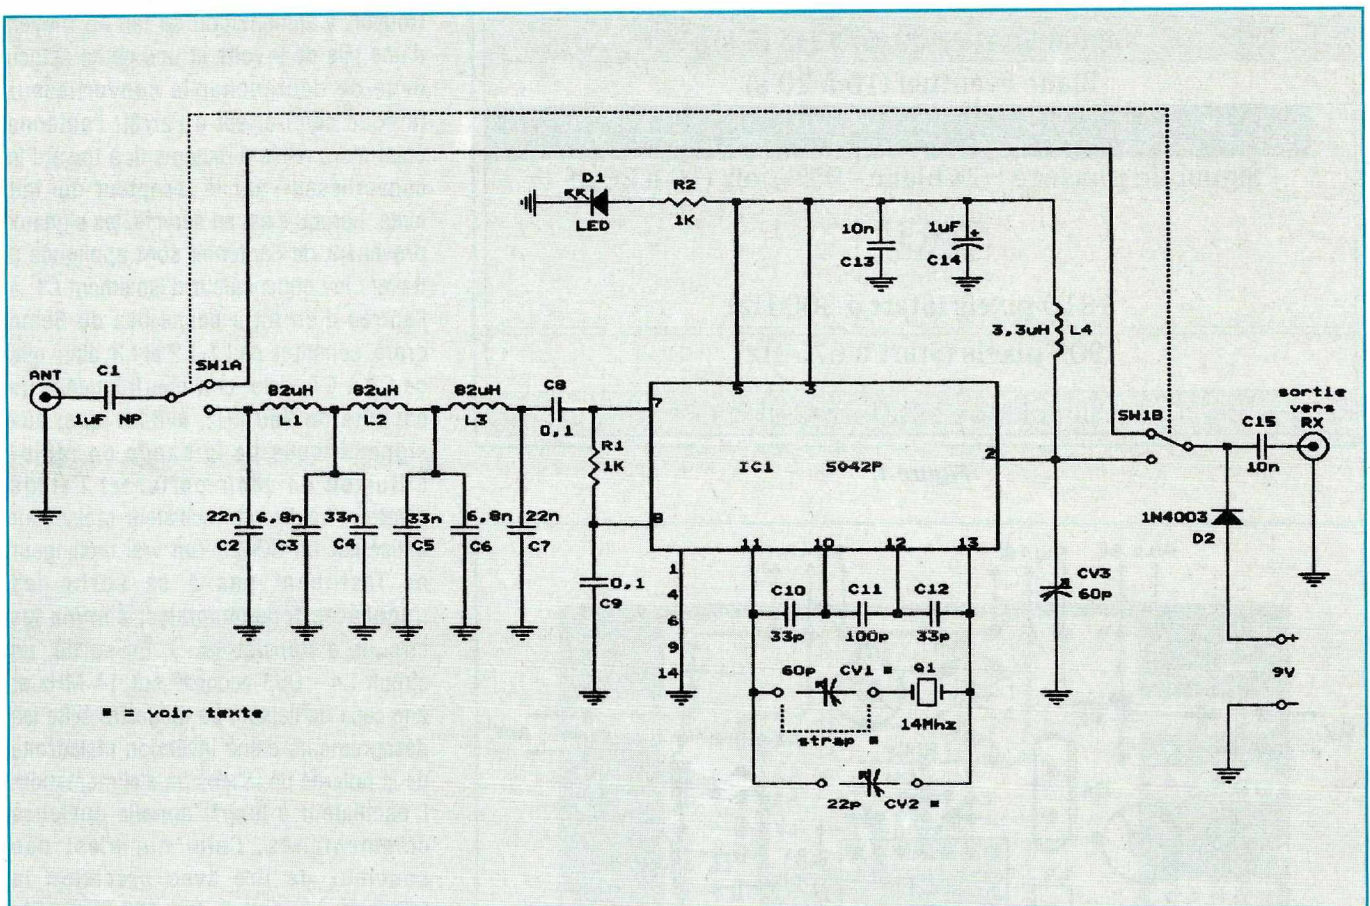 D1
LED
R2
1K
10n
C13
1uF
+
C14
3,3uH
L4
ANT
C1
1uF NP
SW1A
82uH
L1
82uH
L2
82uH
L3
C8
0,1
R1
1K
7
5
3
IC1
SO42P
2
8
11
10
12
13
SW1B
C15
10n
sortie
vers
RX
1N4003
D2
22n
C2
6,8n
C3
33n
C4
33n
C5
6,8n
C6
22n
C7
0,1
C9
1
4
6
9
14
C10
33p
C11
100p
C12
33p
60p
CV1 *
Q1
14Mhz
strap *
22p
CV2 *
CV3
60p
+
9V
-
* = voir texte